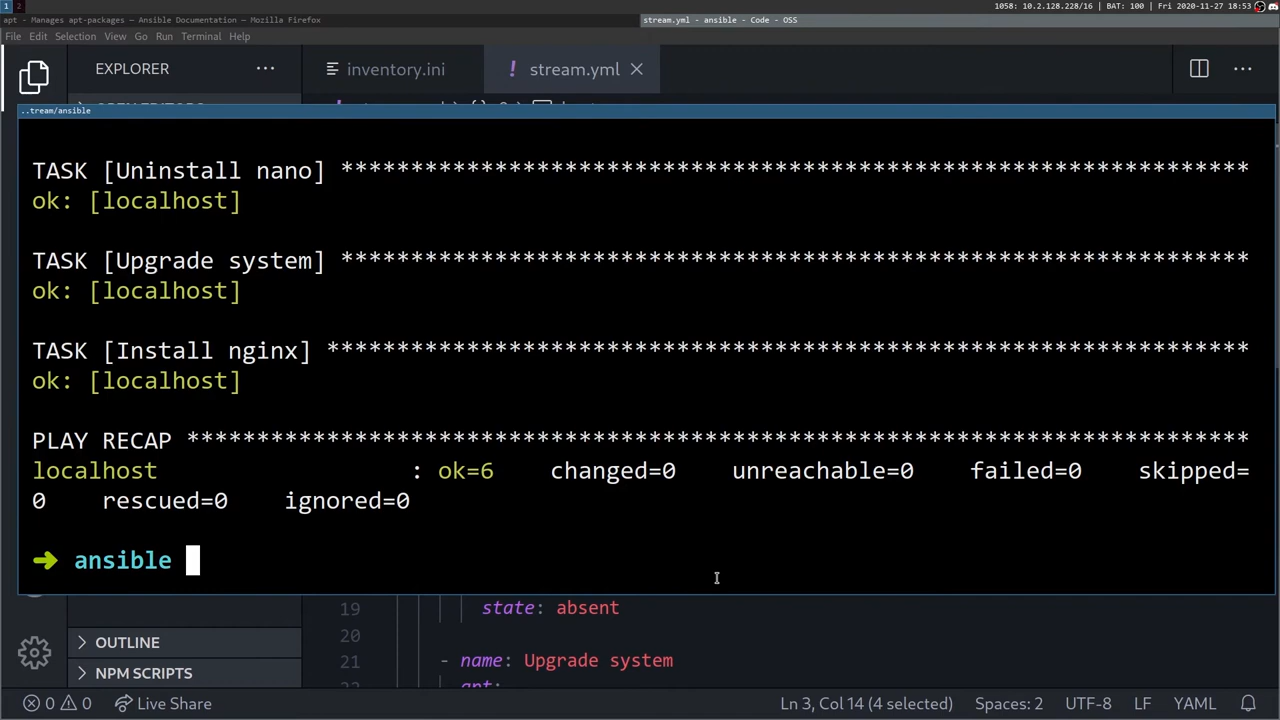 1 2
1058: 10.2.128.228/16 | BAT: 100 | Fri 2020-11-27 18:53
apt - Manages apt-packages — Ansible Documentation — Mozilla Firefox
stream.yml - ansible - Code - OSS
File Edit Selection View Go Run Terminal Help
EXPLORER ...
inventory.ini
! stream.yml
..tream/ansible
TASK [Uninstall nano] *****************************************************************
ok: [localhost]
TASK [Upgrade system] *****************************************************************
ok: [localhost]
TASK [Install nginx] ******************************************************************
ok: [localhost]
PLAY RECAP ****************************************************************************
localhost : ok=6 changed=0 unreachable=0 failed=0 skipped=
0 rescued=0 ignored=0
➜ ansible
19 state: absent
20
21 - name: Upgrade system
apt:
OUTLINE
NPM SCRIPTS
0 0 Live Share
Ln 3, Col 14 (4 selected) Spaces: 2 UTF-8 LF YAML